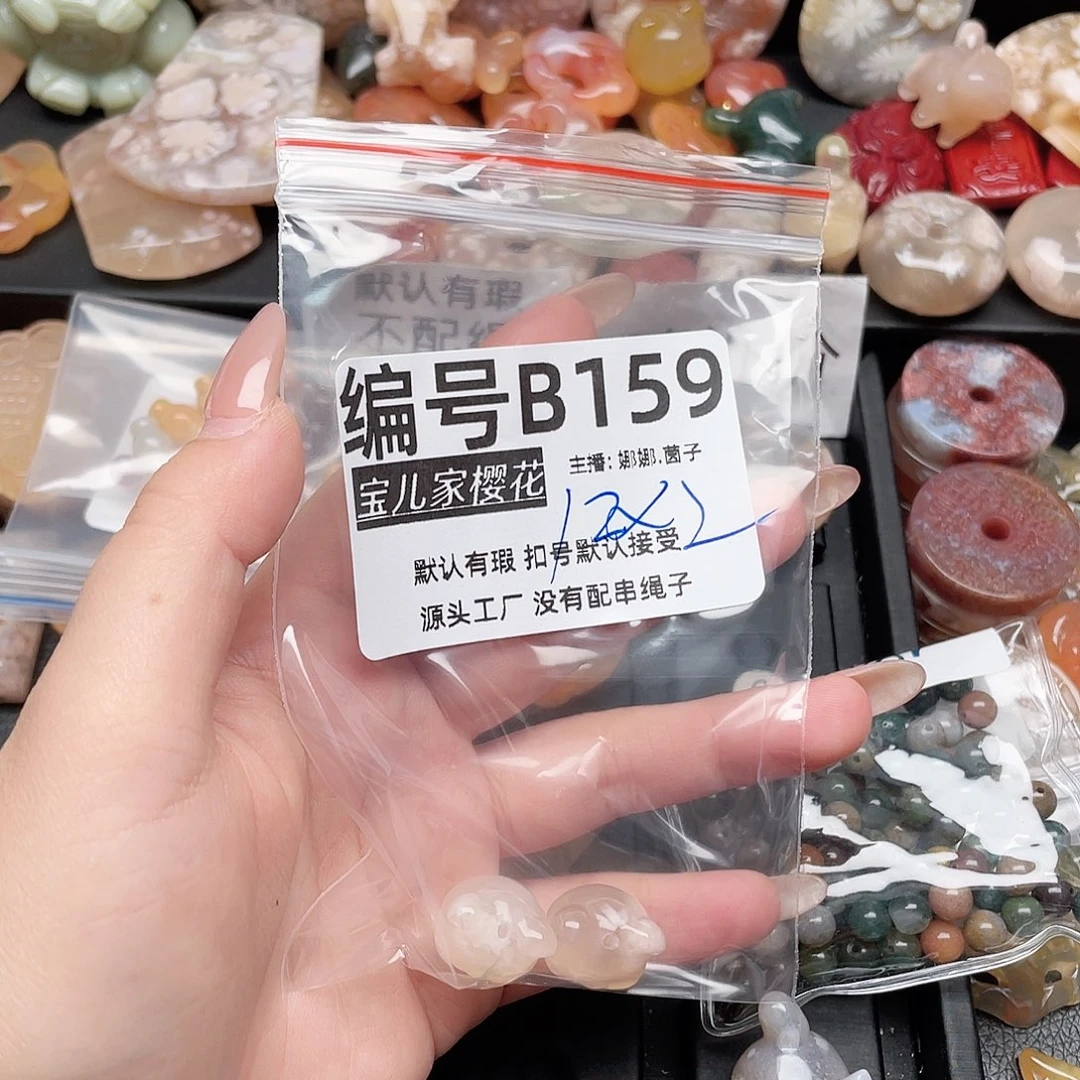 默认有瑕
不配绳
编号B159
宝儿家樱花
主播：娜娜.菌子
12x2
默认有瑕 扣号默认接受
源头工厂 没有配串绳子